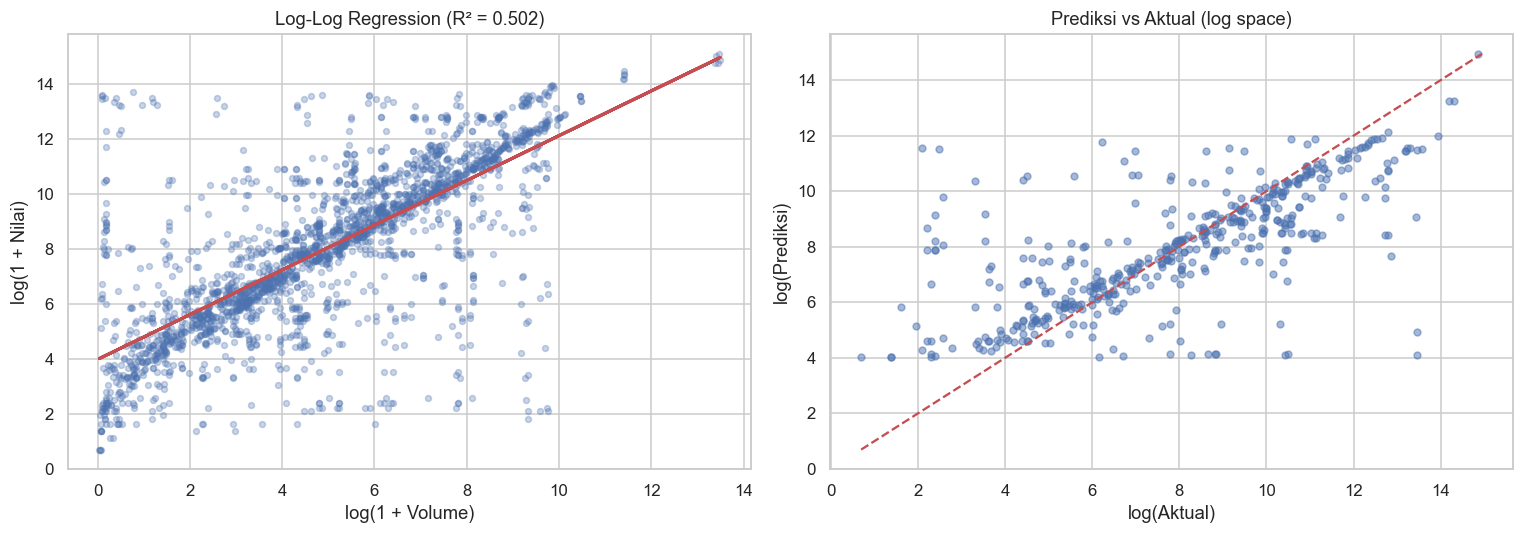 Log-Log Regression (R² = 0.502)
log(1 + Nilai)
14
12
10
8
6
4
2
0
0 2 4 6 8 10 12 14
log(1 + Volume)
Prediksi vs Aktual (log space)
log(Prediksi)
14
12
10
8
6
4
2
0
0 2 4 6 8 10 12 14
log(Aktual)